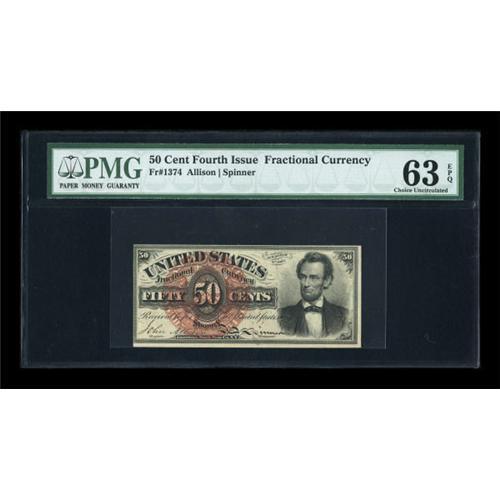 PMG
PAPER MONEY GUARANTY
50 Cent Fourth Issue Fractional Currency
Fr#1374 Allison | Spinner
63 EPQ
Choice Uncirculated
50 50
UNITED STATES
Fractional Currency
FIFTY 50 CENTS